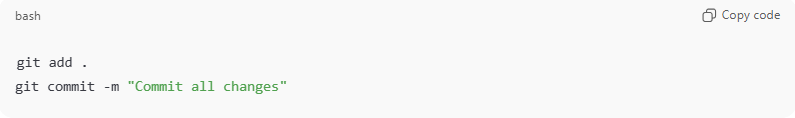 bash
Copy code
git add .
git commit -m "Commit all changes"